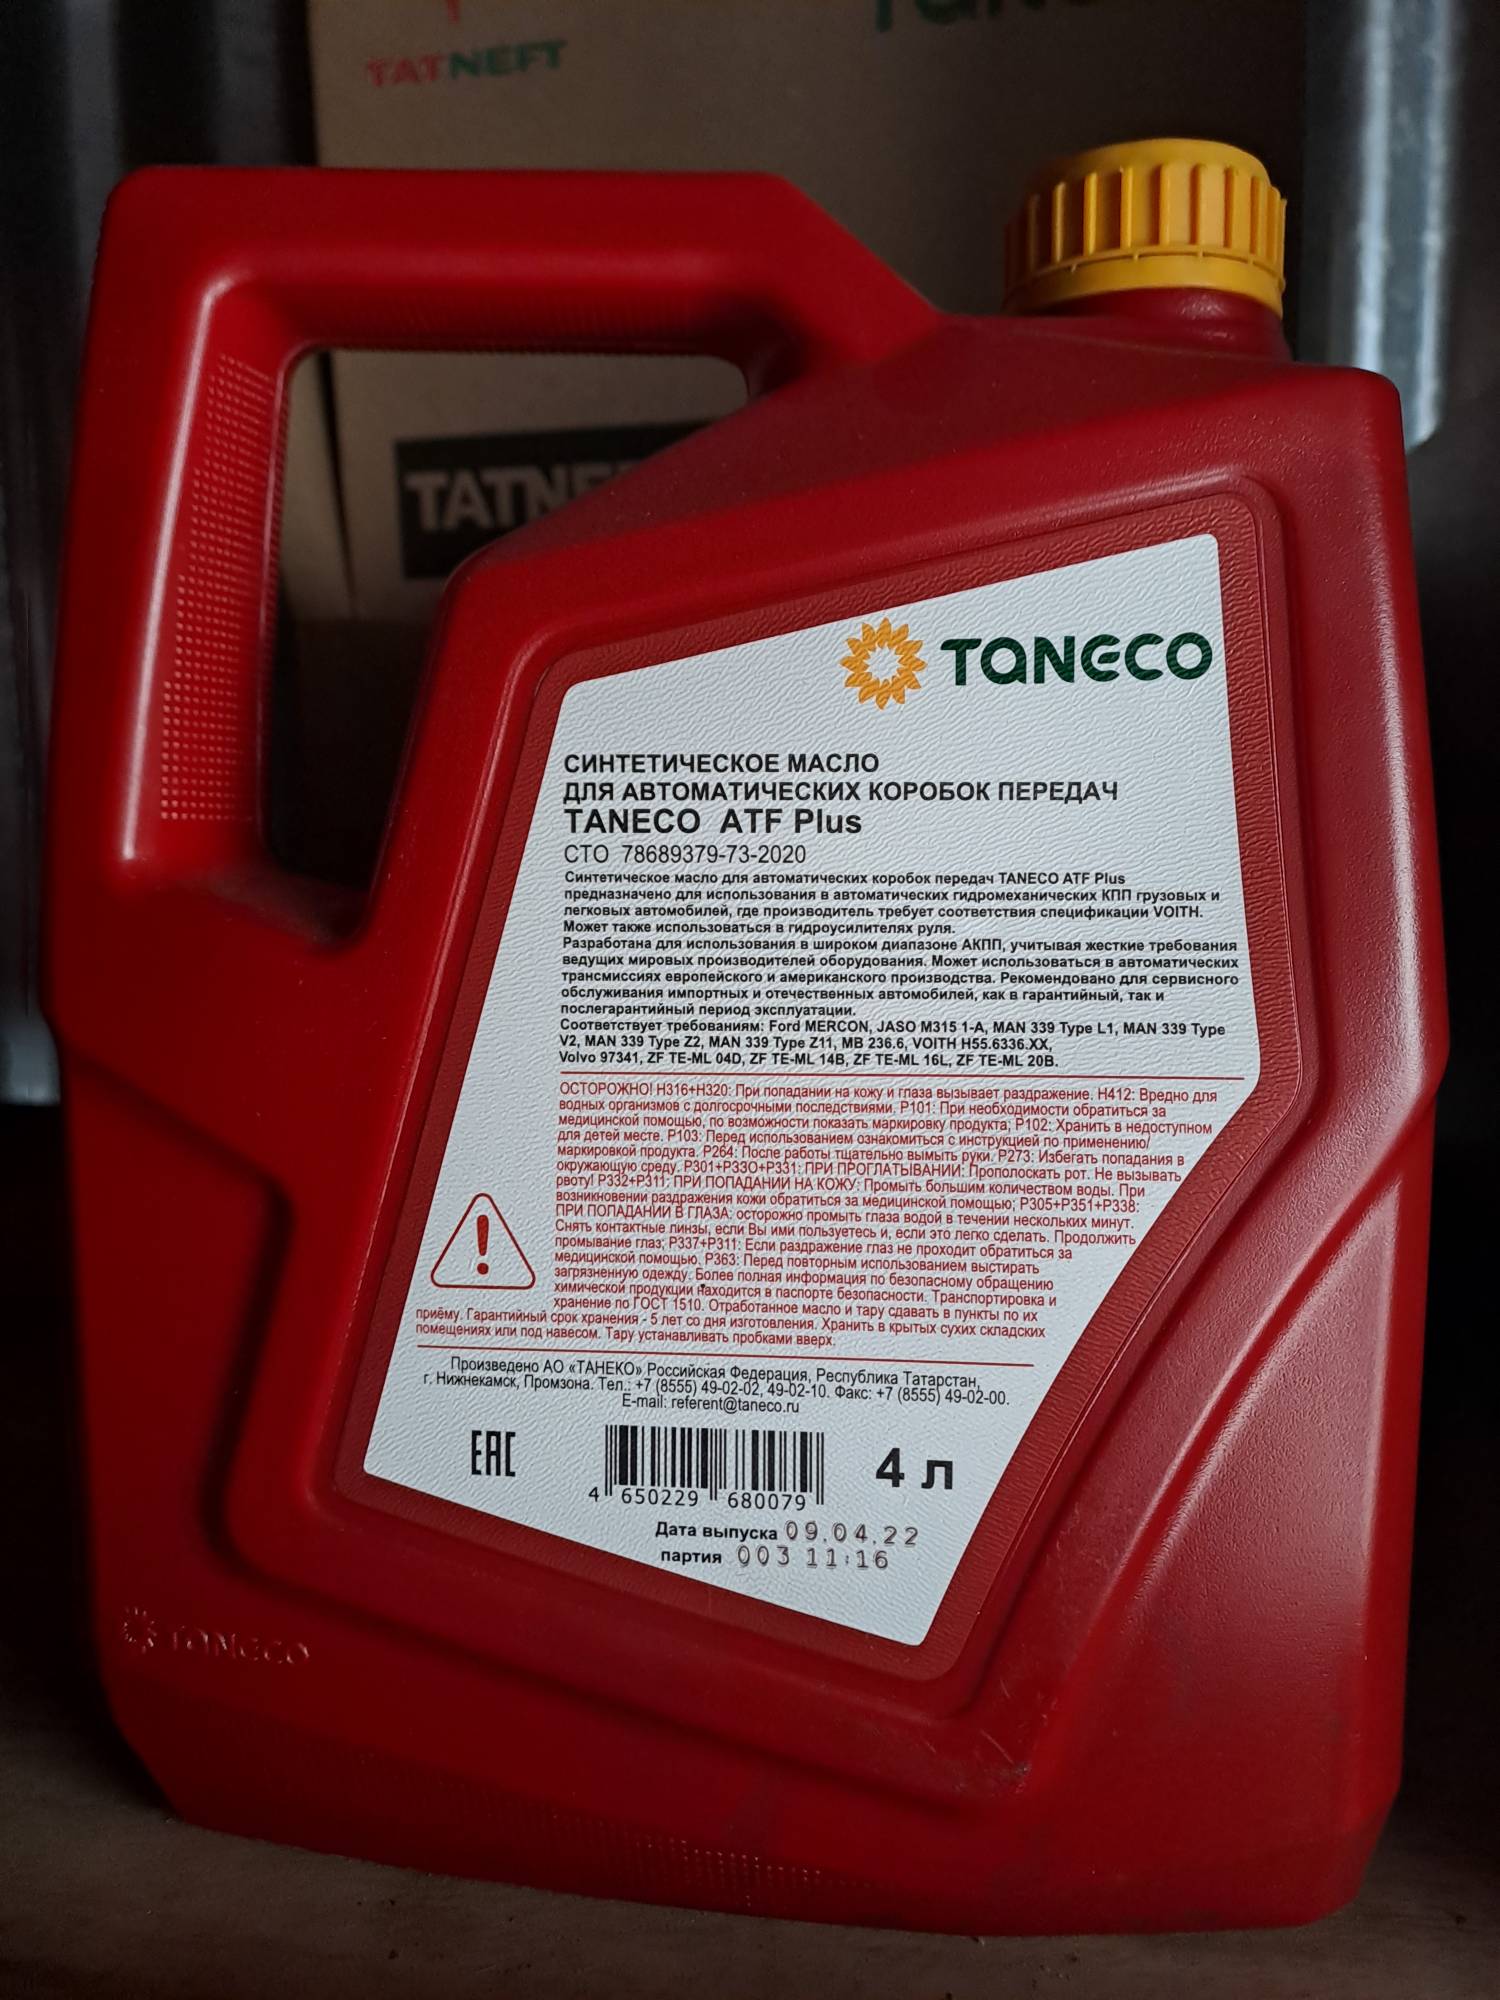 TATNEFT
TANECO
TATNE
TANECO
СИНТЕТИЧЕСКОЕ МАСЛО
ДЛЯ АВТОМАТИЧЕСКИХ КОРОБОК ПЕРЕДАЧ
TANECO ATF Plus
СТО 78689379-73-2020
Синтетическое масло для автоматических коробок передач TANECO ATF Plus
предназначено для использования в автоматических гидромеханических КПП грузовых и
легковых автомобилей, где производитель требует соответствия спецификации VOITH.
Может также использоваться в гидроусилителях руля.
Разработана для использования в широком диапазоне АКПП, учитывая жесткие требования
ведущих мировых производителей оборудования. Может использоваться в автоматических
трансмиссиях европейского и американского производства. Рекомендовано для сервисного
обслуживания импортных и отечественных автомобилей, как в гарантийный, так и
послегарантийный период эксплуатации.
Соответствует требованиям: Ford MERCON, JASO M315 1-A, MAN 339 Type L1, MAN 339 Type
V2, MAN 339 Type Z2, MAN 339 Type Z11, MB 236.6, VOITH H55.6336.XX,
Volvo 97341, ZF TE-ML 04D, ZF TE-ML 14B, ZF TE-ML 16L, ZF TE-ML 20B.
ОСТОРОЖНО! H316+H320: При попадании на кожу и глаза вызывает раздражение. H412: Вредно для
водных организмов с долгосрочными последствиями. P101: При необходимости обратиться за
медицинской помощью, по возможности показать маркировку продукта; P102: Хранить в недоступном
для детей месте. P103: Перед использованием ознакомиться с инструкцией по применению/
маркировкой продукта. P264: После работы тщательно вымыть руки. P273: Избегать попадания в
окружающую среду. P301+P33O+P331: ПРИ ПРОГЛАТЫВАНИИ: Прополоскать рот. Не вызывать
рвоту! P332+P311: ПРИ ПОПАДАНИИ НА КОЖУ: Промыть большим количеством воды. При
возникновении раздражения кожи обратиться за медицинской помощью; P305+P351+P338:
ПРИ ПОПАДАНИИ В ГЛАЗА: осторожно промыть глаза водой в течении нескольких минут.
Снять контактные линзы, если Вы ими пользуетесь и, если это легко сделать. Продолжить
промывание глаз; P337+P311: Если раздражение глаз не проходит обратиться за
медицинской помощью. P363: Перед повторным использованием выстирать
загрязненную одежду. Более полная информация по безопасному обращению
химической продукции находится в паспорте безопасности. Транспортировка и
хранение по ГОСТ 1510. Отработанное масло и тару сдавать в пункты по их
приёму. Гарантийный срок хранения - 5 лет со дня изготовления. Хранить в крытых сухих складских
помещениях или под навесом. Тару устанавливать пробками вверх.
Произведено АО «ТАНЕКО» Российская Федерация, Республика Татарстан,
г. Нижнекамск, Промзона. Тел.: +7 (8555) 49-02-02, 49-02-10. Факс: +7 (8555) 49-02-00.
E-mail: referent@taneco.ru
EAC
4 л
4 650229 680079
Дата выпуска 09.04.22
партия 003 11:16
TANECO